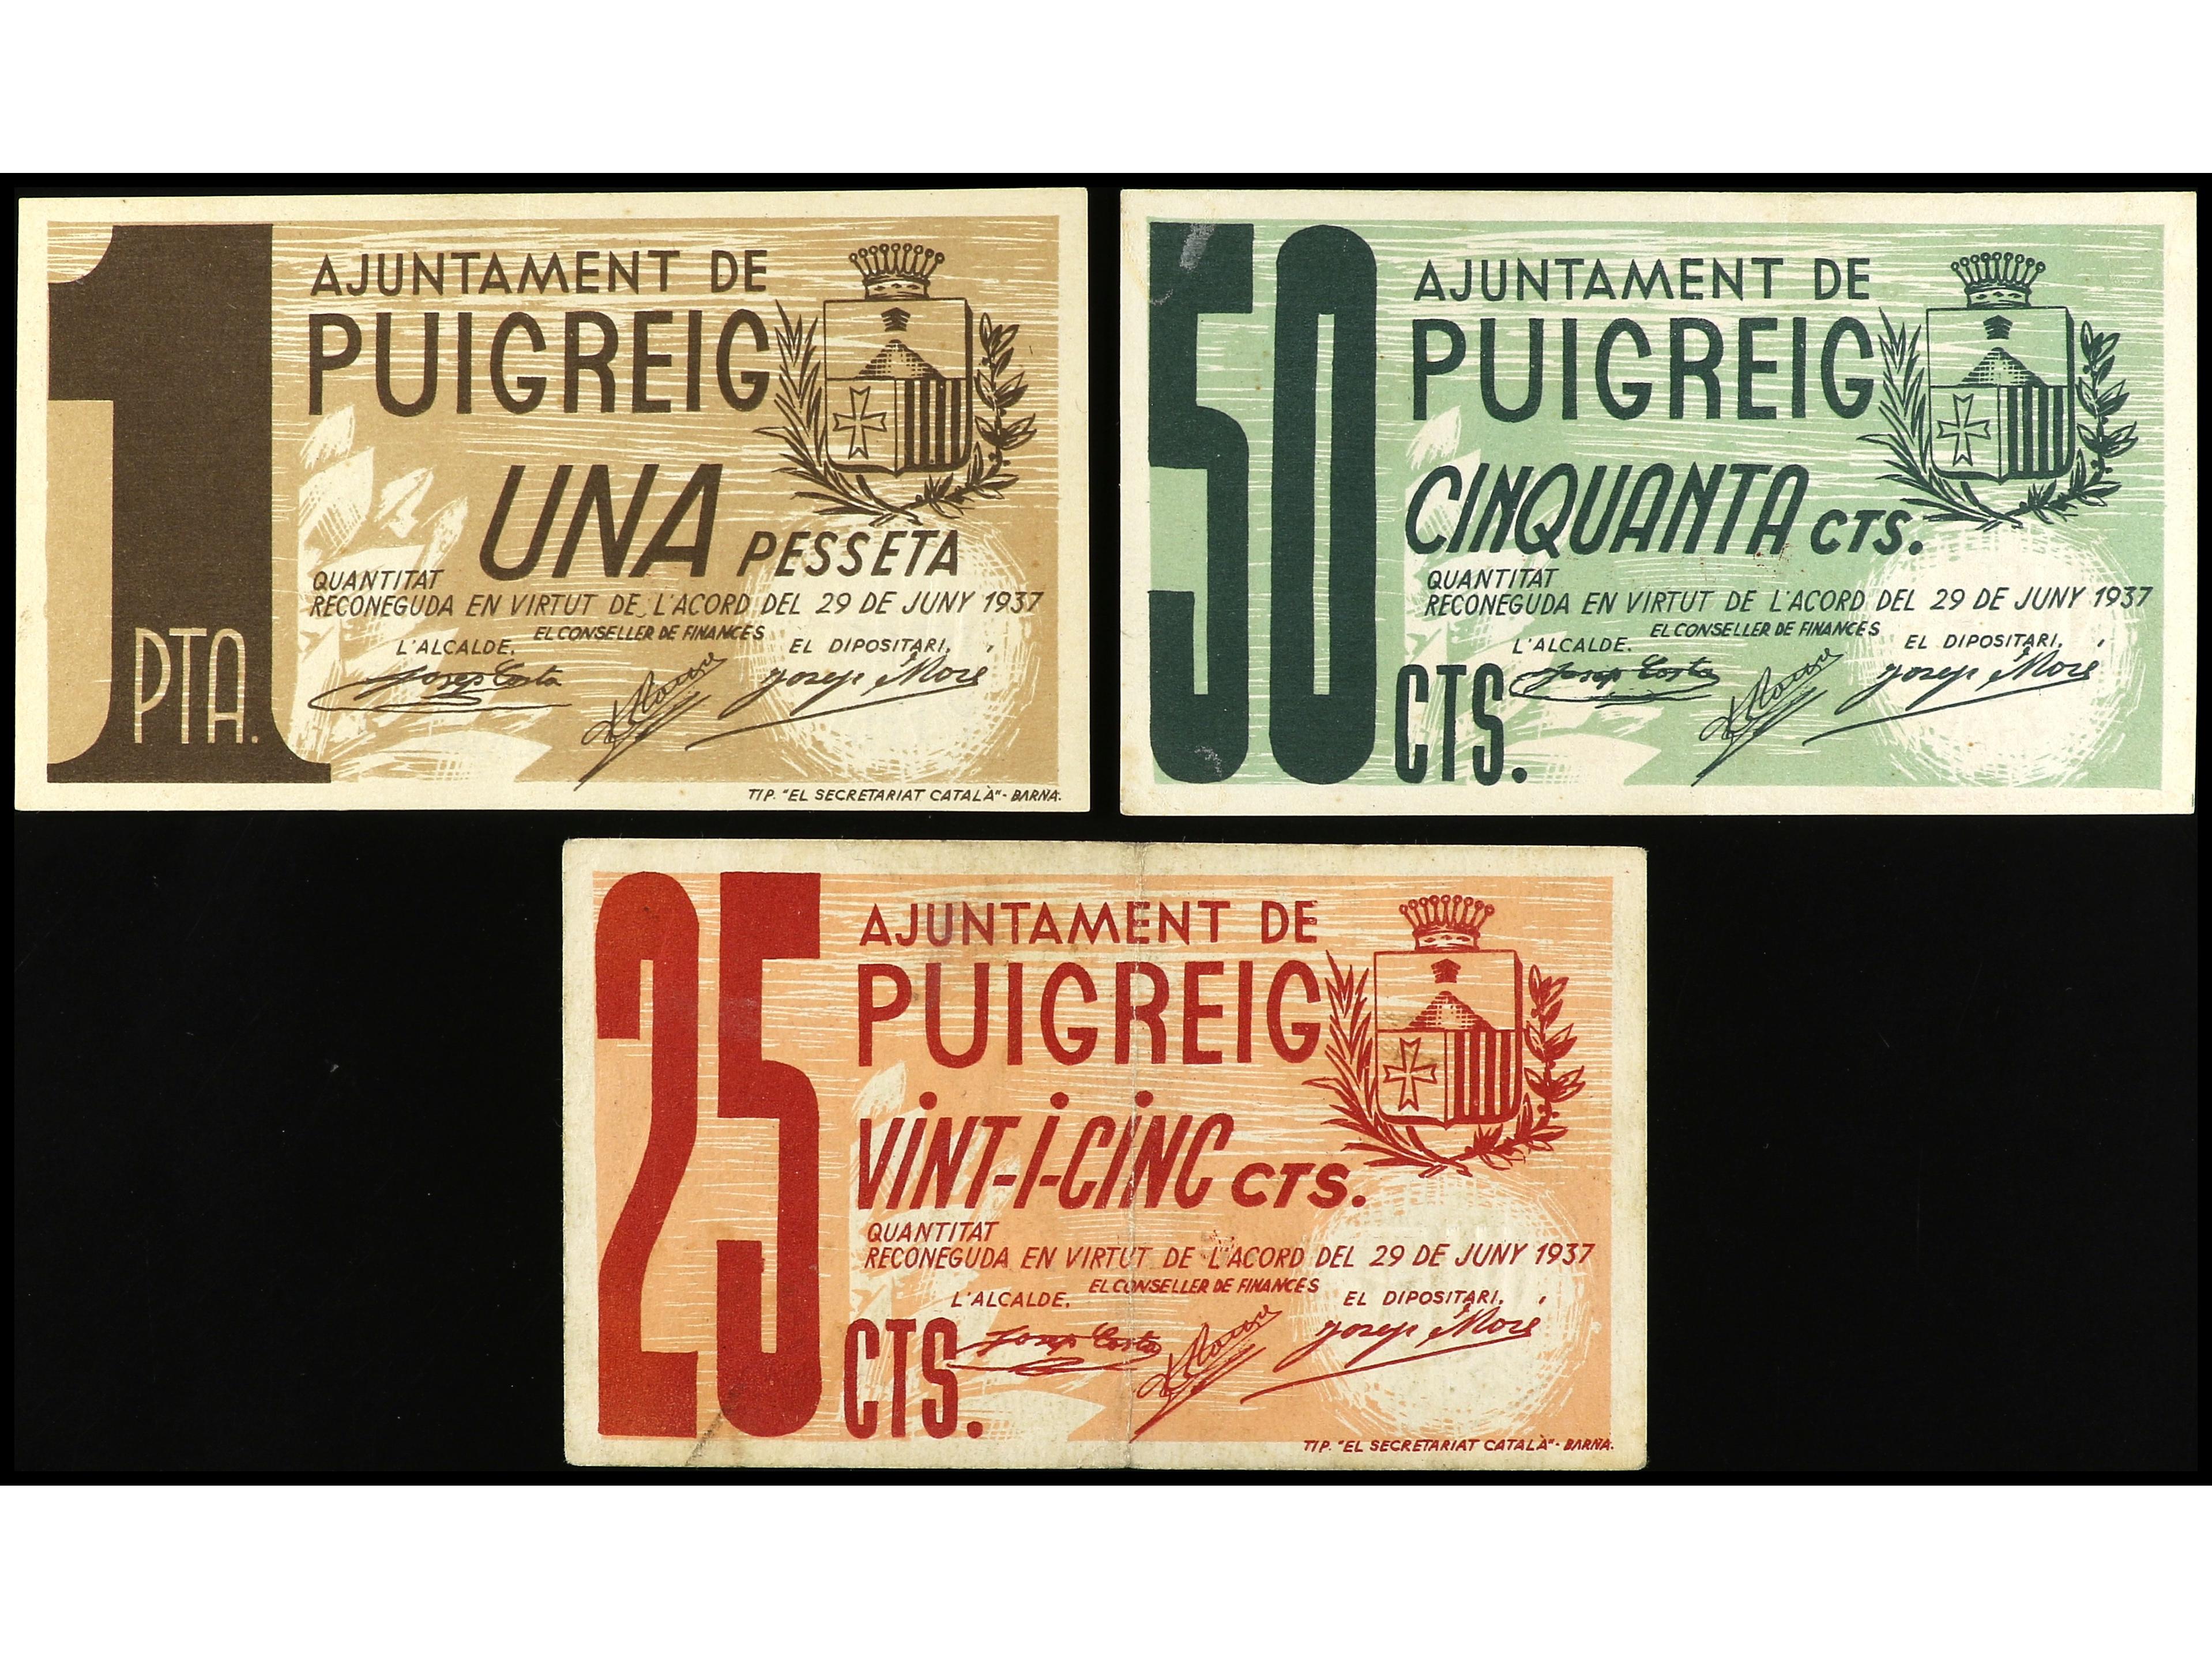 1
PTA.
AJUNTAMENT DE
PUIGREIG
UNA PESSETA
QUANTITAT
RECONEGUDA EN VIRTUT DE L'ACORD DEL 29 DE JUNY 1937
L'ALCALDE, EL CONSELLER DE FINANCES EL DIPOSITARI,
Josep Costa
Josep Moré
TIP. "EL SECRETARIAT CATALÀ" - BARNA.
50
CTS.
AJUNTAMENT DE
PUIGREIG
CINQUANTA CTS.
QUANTITAT
RECONEGUDA EN VIRTUT DE L'ACORD DEL 29 DE JUNY 1937
L'ALCALDE. EL CONSELLER DE FINANCES EL DIPOSITARI,
Josep Costa
Josep Moré
25
CTS.
AJUNTAMENT DE
PUIGREIG
VINT-I-CINC CTS.
QUANTITAT
RECONEGUDA EN VIRTUT DE L'ACORD DEL 29 DE JUNY 1937
L'ALCALDE, EL CONSELLER DE FINANCES EL DIPOSITARI,
Josep Costa
Josep Moré
TIP. "EL SECRETARIAT CATALÀ" - BARNA.